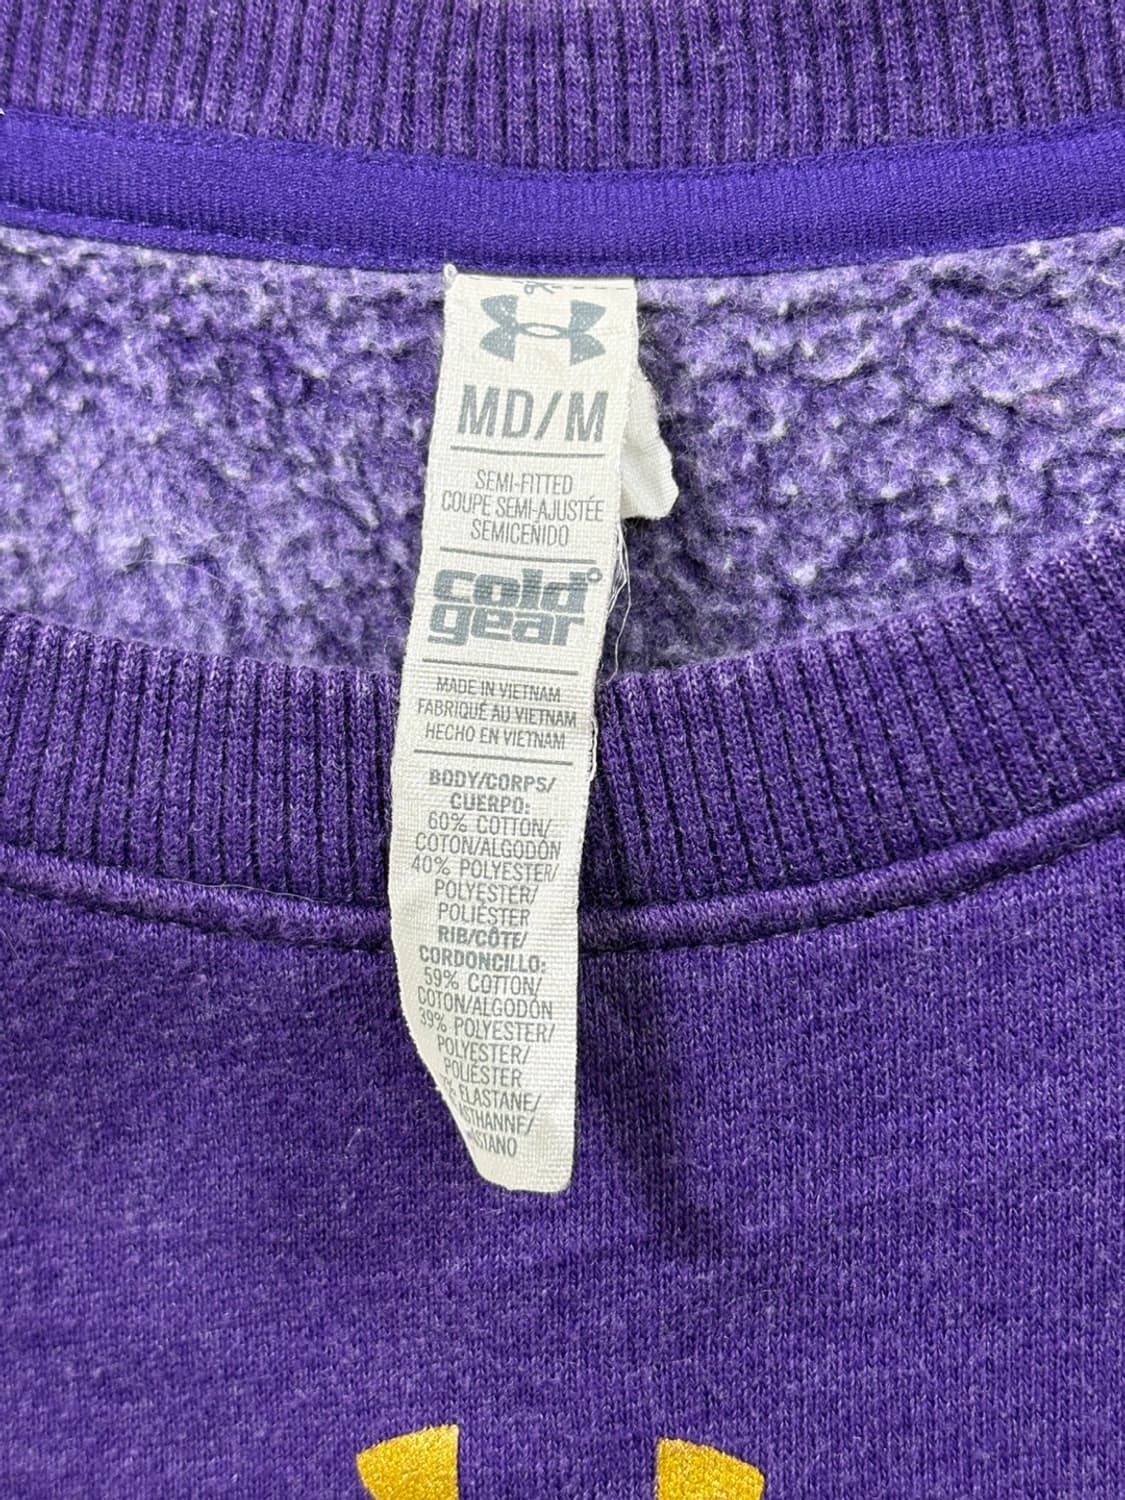 MD/M
SEMI-FITTED
COUPE SEMI-AJUSTÉE
SEMICEÑIDO
cold
gear
MADE IN VIETNAM
FABRIQUÉ AU VIETNAM
HECHO EN VIETNAM
BODY/CORPS/
CUERPO:
60% COTTON/
COTON/ALGODÓN
40% POLYESTER/
POLYESTER/
POLIÉSTER
RIB/CÔTE/
CORDONCILLO:
59% COTTON/
COTON/ALGODÓN
39% POLYESTER/
POLYESTER/
POLIÉSTER
% ELASTANE/